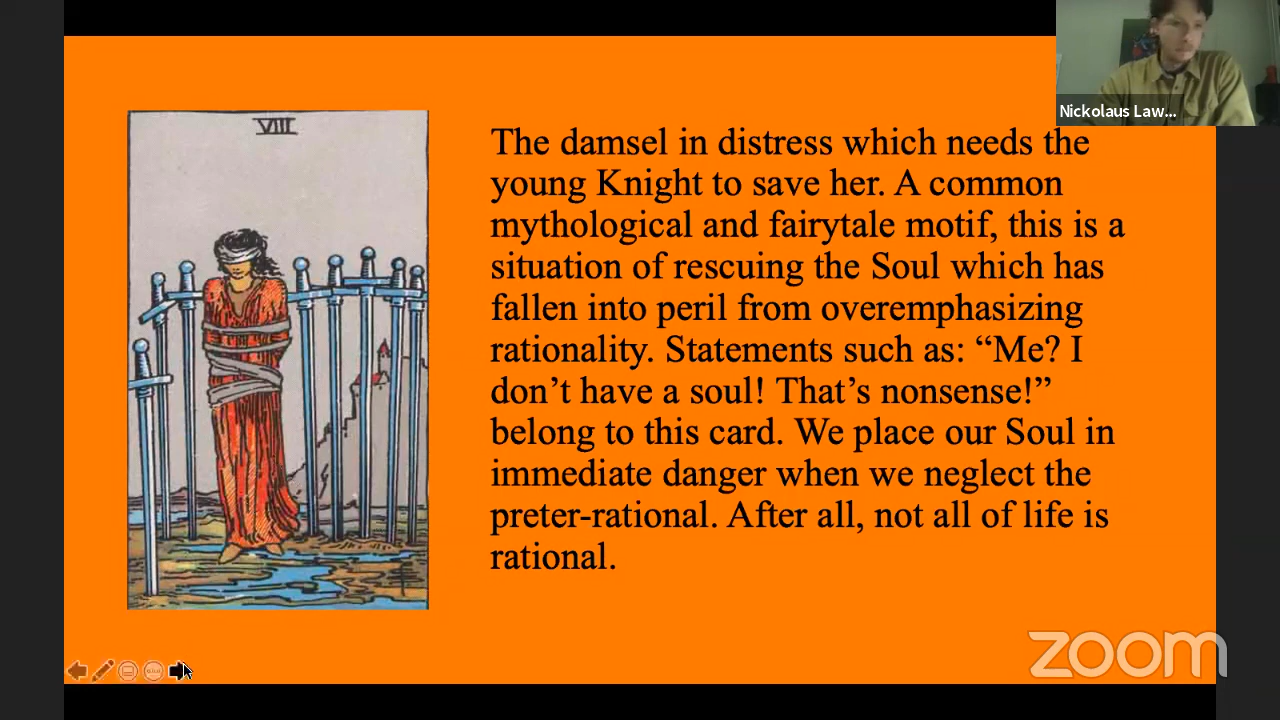 Nickolaus Law...
VIII
The damsel in distress which needs the
young Knight to save her. A common
mythological and fairytale motif, this is a
situation of rescuing the Soul which has
fallen into peril from overemphasizing
rationality. Statements such as: “Me? I
don’t have a soul! That’s nonsense!”
belong to this card. We place our Soul in
immediate danger when we neglect the
preter-rational. After all, not all of life is
rational.
zoom